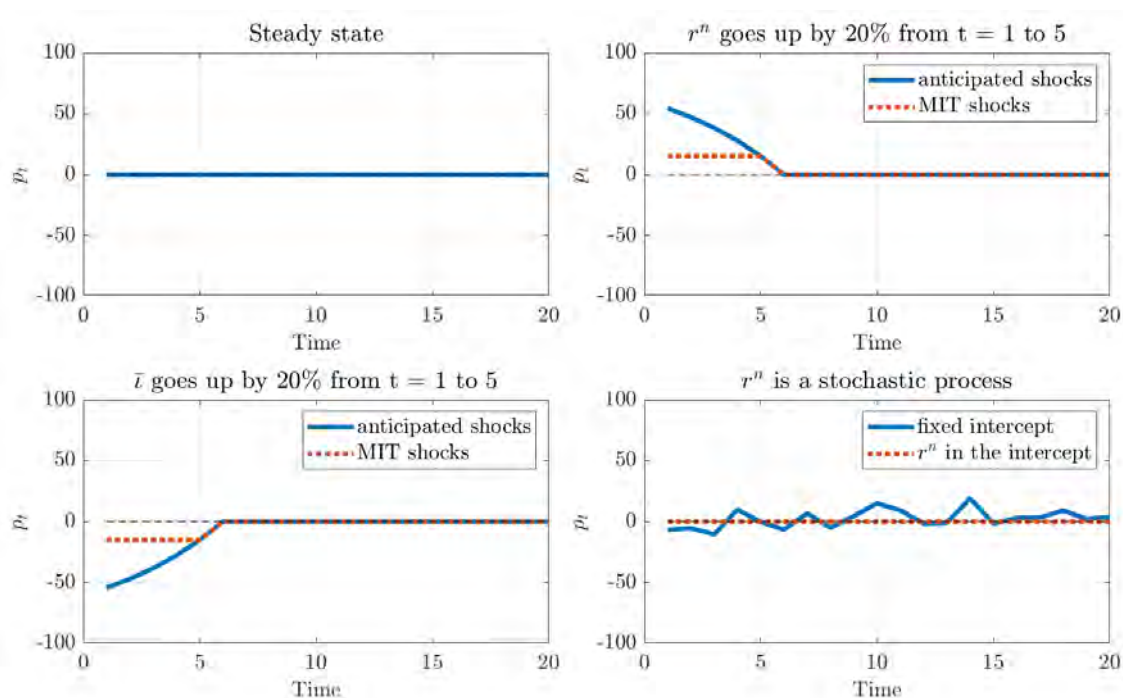 Steady state
100
50
0
-50
-100
p_t
0 5 10 15 20
Time
r^n goes up by 20% from t = 1 to 5
anticipated shocks
MIT shocks
100
50
0
-50
-100
p_t
0 5 10 15 20
Time
ῑ goes up by 20% from t = 1 to 5
anticipated shocks
MIT shocks
100
50
0
-50
-100
p_t
0 5 10 15 20
Time
r^n is a stochastic process
fixed intercept
r^n in the intercept
100
50
0
-50
-100
p_t
0 5 10 15 20
Time